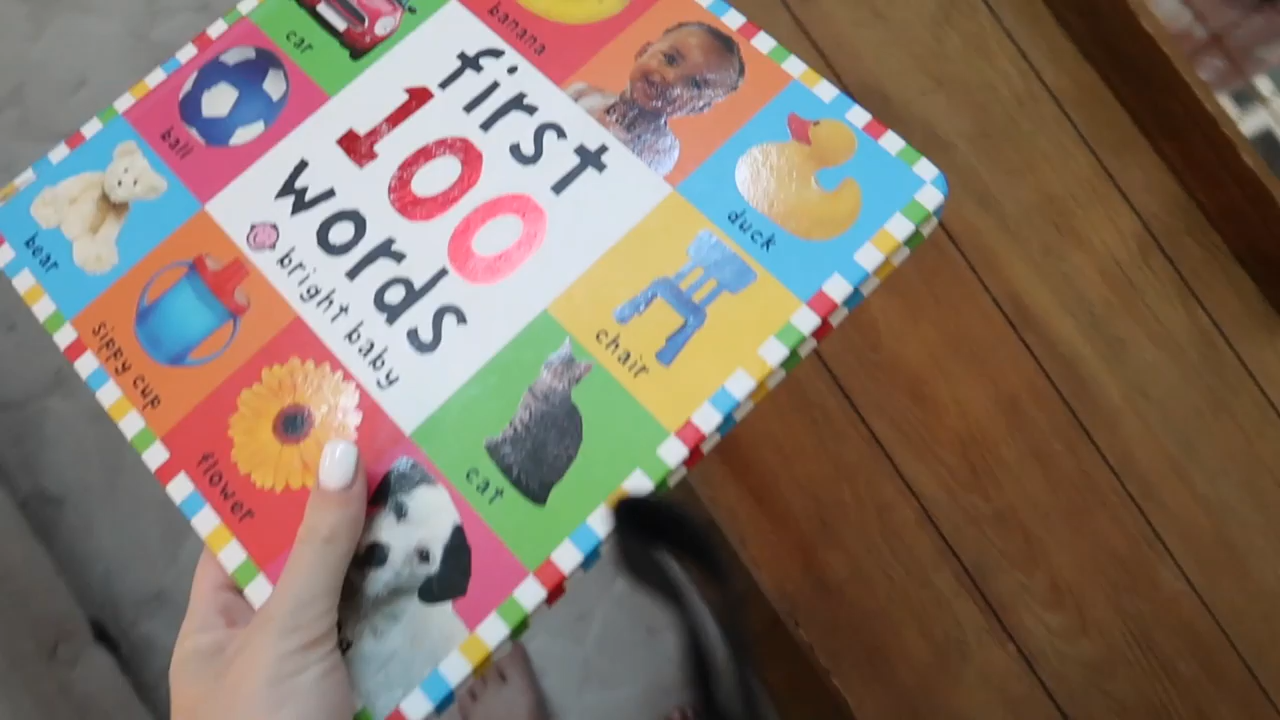 car
banana
ball
first
100
words
bright baby
bear
duck
sippy cup
chair
flower
cat